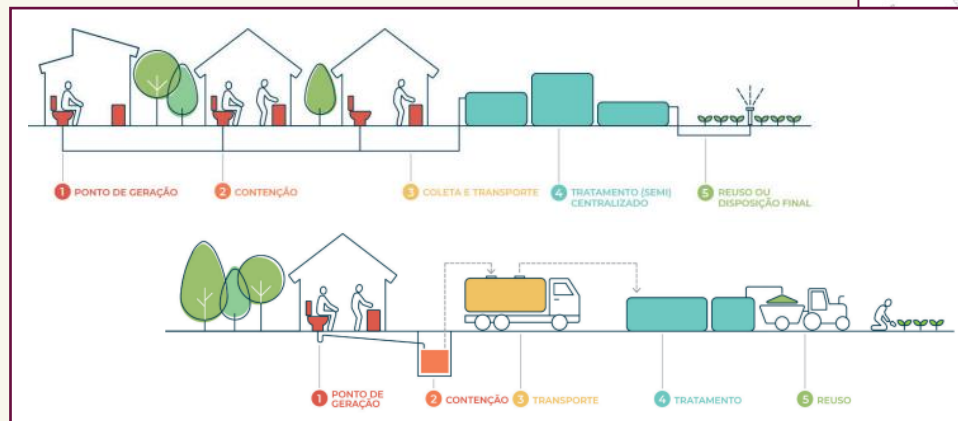 1 PONTO DE GERAÇÃO
2 CONTENÇÃO
3 COLETA E TRANSPORTE
4 TRATAMENTO (SEMI)
CENTRALIZADO
5 REUSO OU
DISPOSIÇÃO FINAL
1 PONTO DE
GERAÇÃO
2 CONTENÇÃO
3 TRANSPORTE
4 TRATAMENTO
5 REUSO